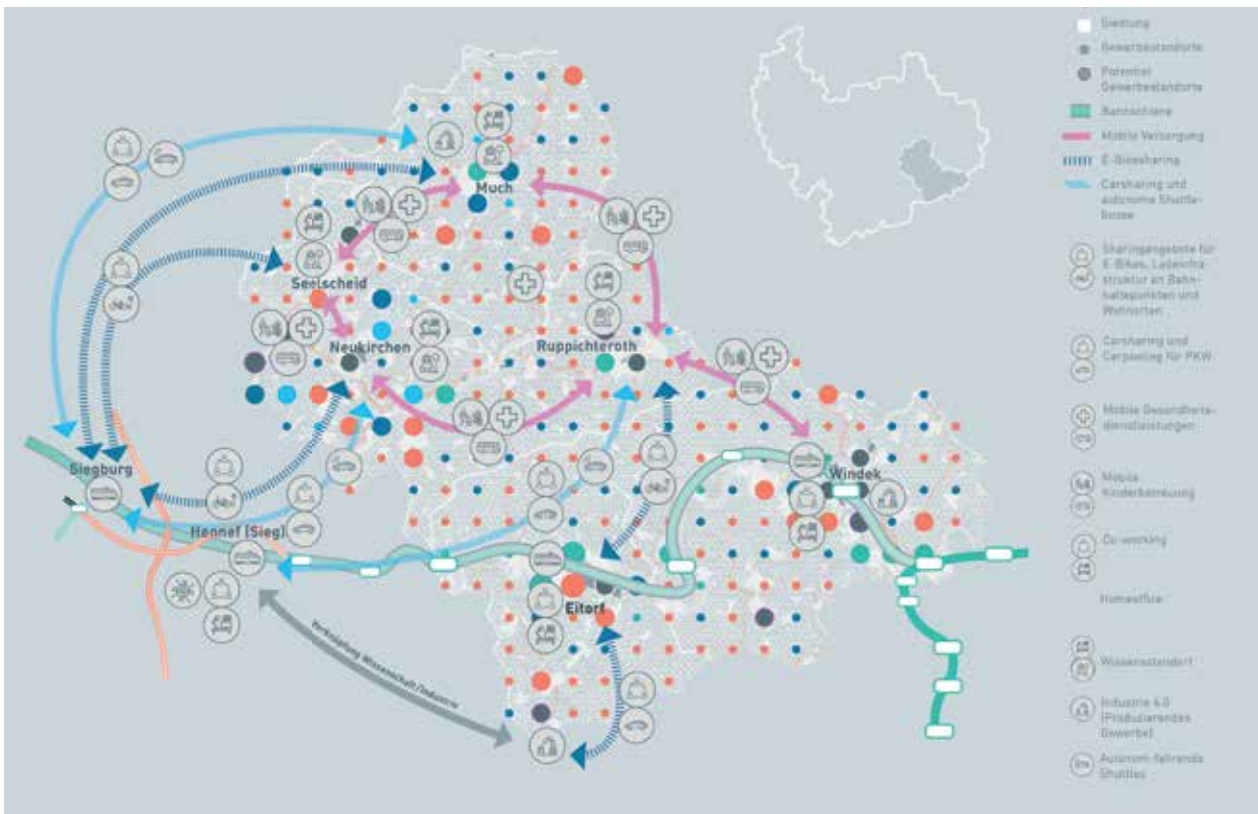 Much
Seelscheid
Neukirchen
Ruppichteroth
Siegburg
Windek
Hennef (Sieg)
Eitorf
Verknüpfung Wissenschaft/Industrie
Siedlung
Gewerbestandorte
Potential
Gewerbestandorte
Bandschiene
Mobile Versorgung
E-Bikesharing
Carsharing und
autonome Shuttle-
busse
Sharingangebote für
E-Bikes, Ladeinfra-
struktur an Bahn-
haltepunkten und
Wohnorten
Carsharing und
Carpooling für PKW
Mobile Gesundheits-
dienstleistungen
Mobile
Kinderbetreuung
Co-working
Homeoffice
Wissensstandort
Industrie 4.0
(Produzierendes
Gewerbe)
Autonom-fahrende
Shuttles